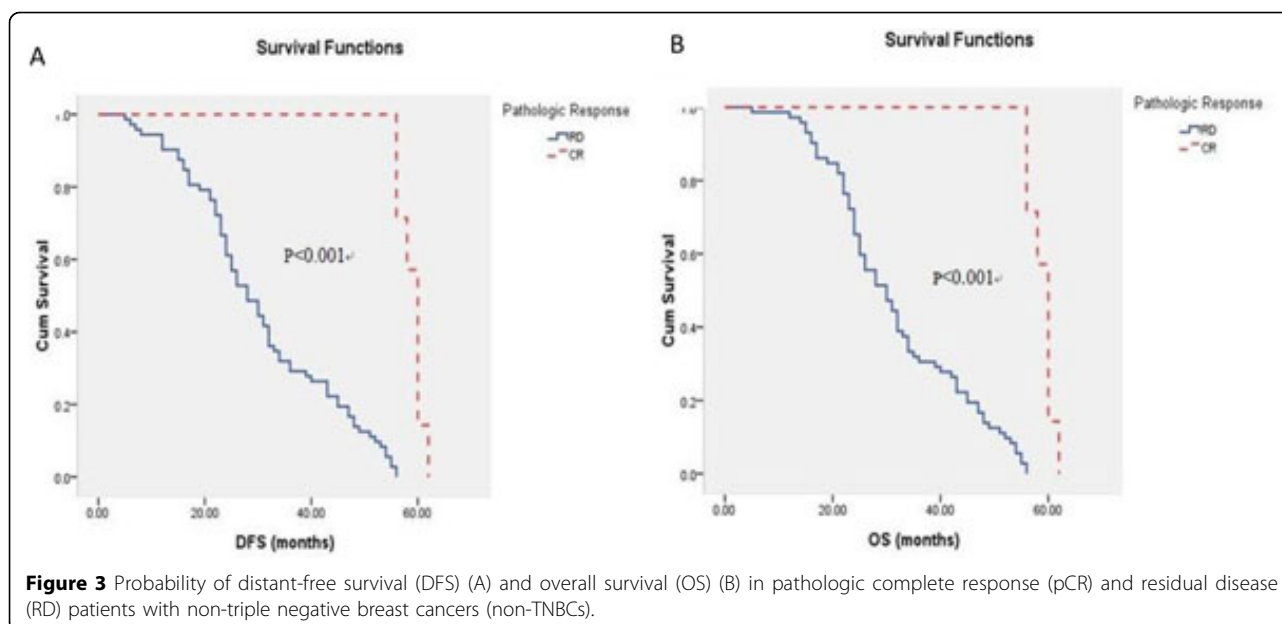 A
Survival Functions
Pathologic Response
RD
CR
1.0
0.8
0.6
0.4
0.2
0.0
Cum Survival
P<0.001
0.00 20.00 40.00 60.00
DFS (months)
B
Survival Functions
Pathologic Response
RD
CR
1.0
0.8
0.6
0.4
0.2
0.0
Cum Survival
P<0.001
0.00 20.00 40.00 60.00
OS (months)
Figure 3 Probability of distant-free survival (DFS) (A) and overall survival (OS) (B) in pathologic complete response (pCR) and residual disease
(RD) patients with non-triple negative breast cancers (non-TNBCs).